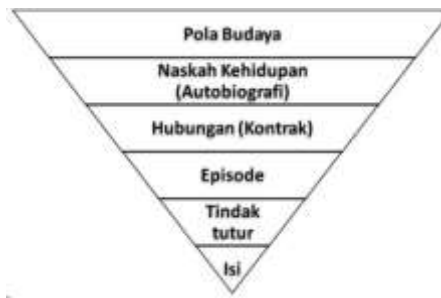 Pola Budaya
Naskah Kehidupan
(Autobiografi)
Hubungan (Kontrak)
Episode
Tindak
tutur
Isi